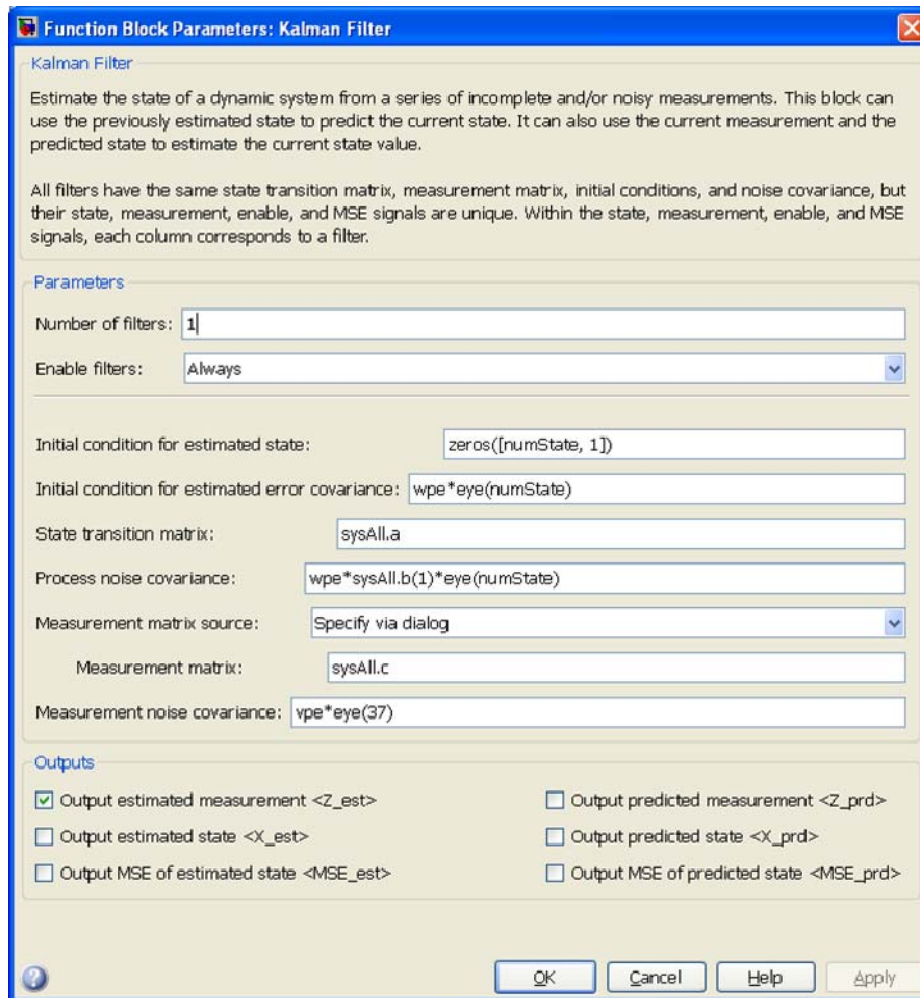 Function Block Parameters: Kalman Filter
Kalman Filter
Estimate the state of a dynamic system from a series of incomplete and/or noisy measurements. This block can
use the previously estimated state to predict the current state. It can also use the current measurement and the
predicted state to estimate the current state value.
All filters have the same state transition matrix, measurement matrix, initial conditions, and noise covariance, but
their state, measurement, enable, and MSE signals are unique. Within the state, measurement, enable, and MSE
signals, each column corresponds to a filter.
Parameters
Number of filters: 1
Enable filters: Always
Initial condition for estimated state: zeros([numState, 1])
Initial condition for estimated error covariance: wpe*eye(numState)
State transition matrix: sysAll.a
Process noise covariance: wpe*sysAll.b(1)*eye(numState)
Measurement matrix source: Specify via dialog
Measurement matrix: sysAll.c
Measurement noise covariance: vpe*eye(37)
Outputs
Output estimated measurement <Z_est> Output predicted measurement <Z_prd>
Output estimated state <X_est> Output predicted state <X_prd>
Output MSE of estimated state <MSE_est> Output MSE of predicted state <MSE_prd>
? OK Cancel Help Apply